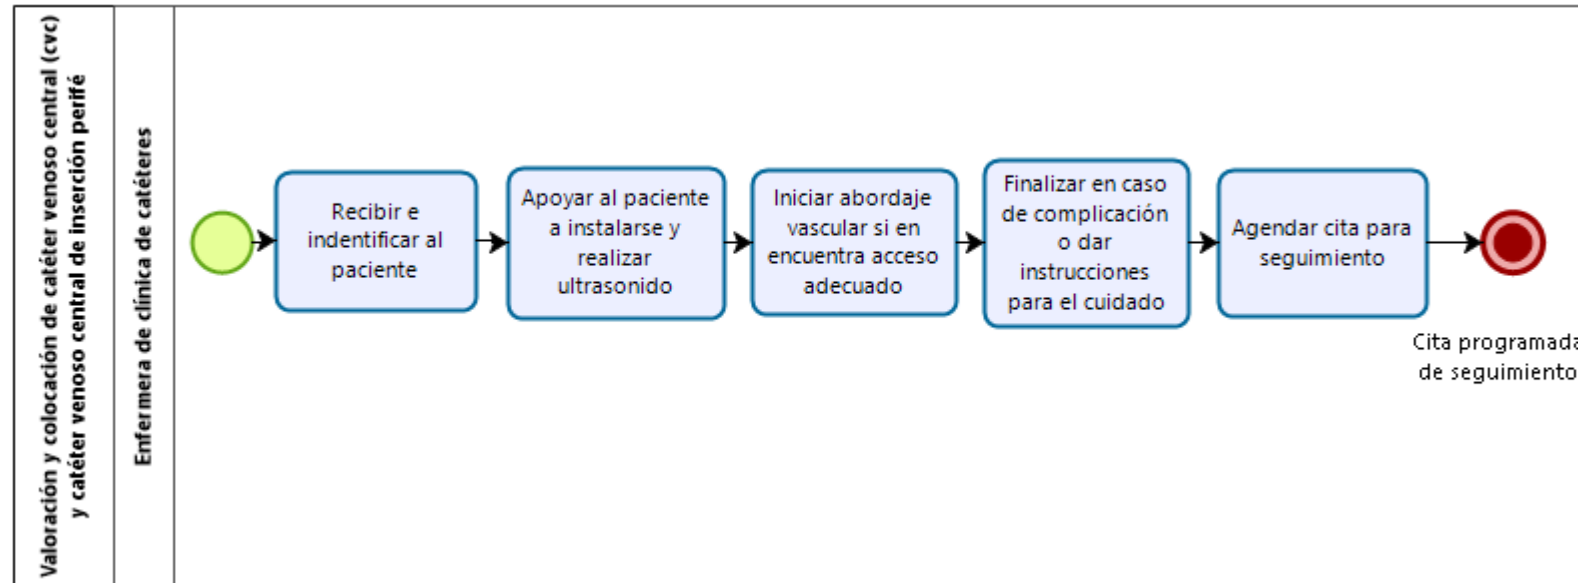 Valoración y colocación de catéter venoso central (cvc)
y catéter venoso central de inserción perifé
Enfermera de clínica de catéteres
Recibir e
indentificar al
paciente
Apoyar al paciente
a instalarse y
realizar
ultrasonido
Iniciar abordaje
vascular si en
encuentra acceso
adecuado
Finalizar en caso
de complicación
o dar
instrucciones
para el cuidado
Agendar cita para
seguimiento
Cita programada
de seguimiento